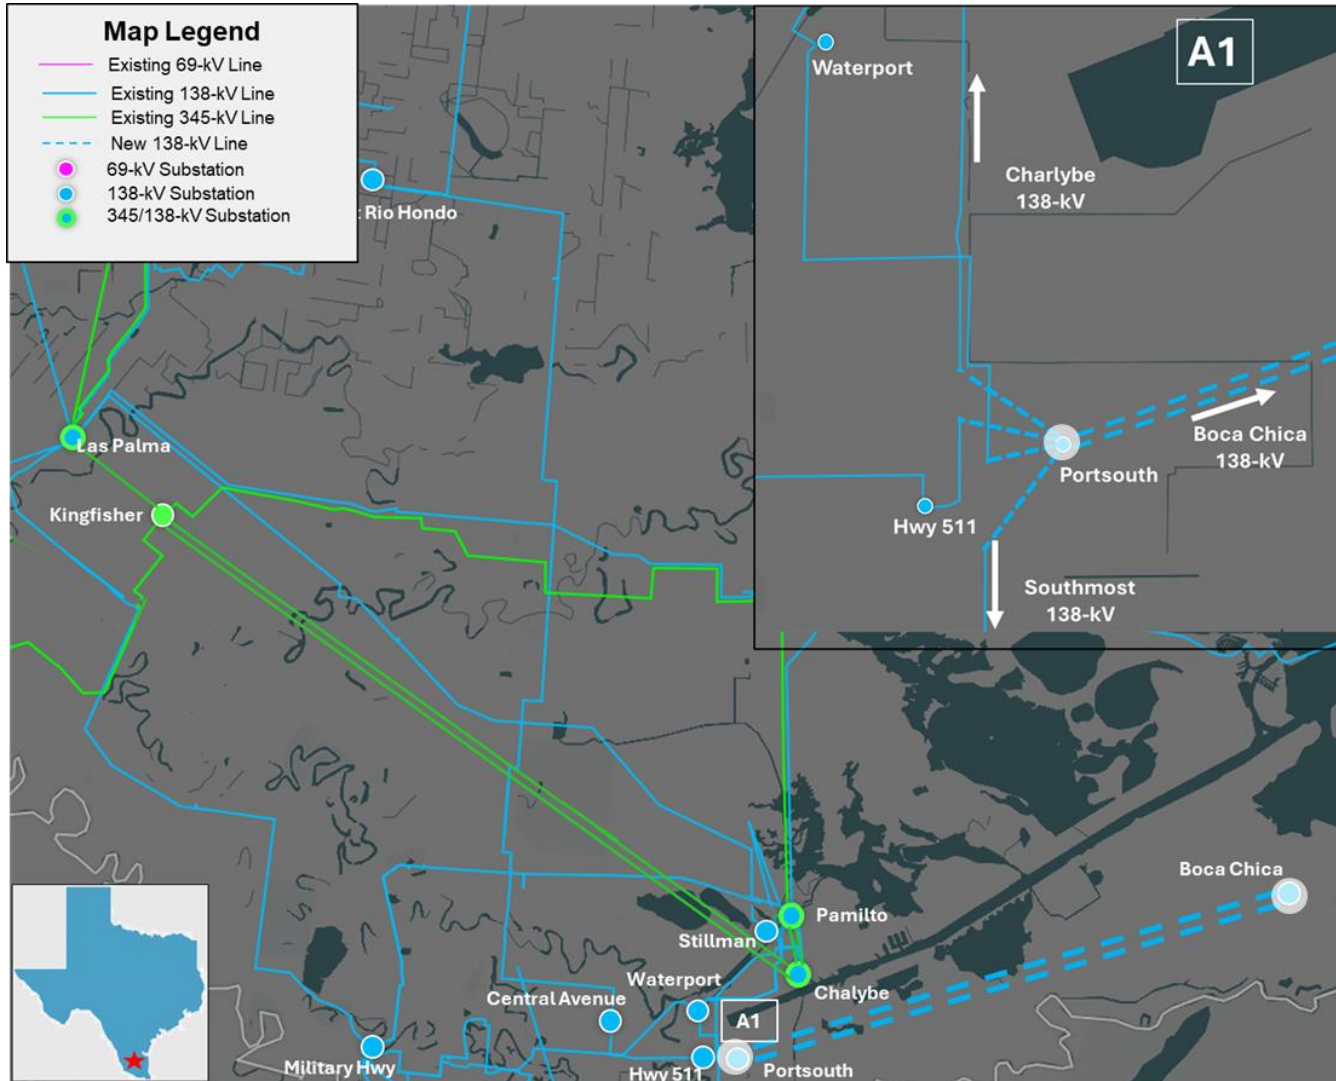 Map Legend
Existing 69-kV Line
Existing 138-kV Line
Existing 345-kV Line
New 138-kV Line
69-kV Substation
138-kV Substation
345/138-kV Substation
A1
Waterport
Charlybe
138-kV
Boca Chica
138-kV
Portsouth
Hwy 511
Southmost
138-kV
Rio Hondo
Las Palma
Kingfisher
Boca Chica
Pamilto
Stillman
Waterport
Chalybe
Central Avenue
A1
Military Hwy
Hwy 511
Portsouth